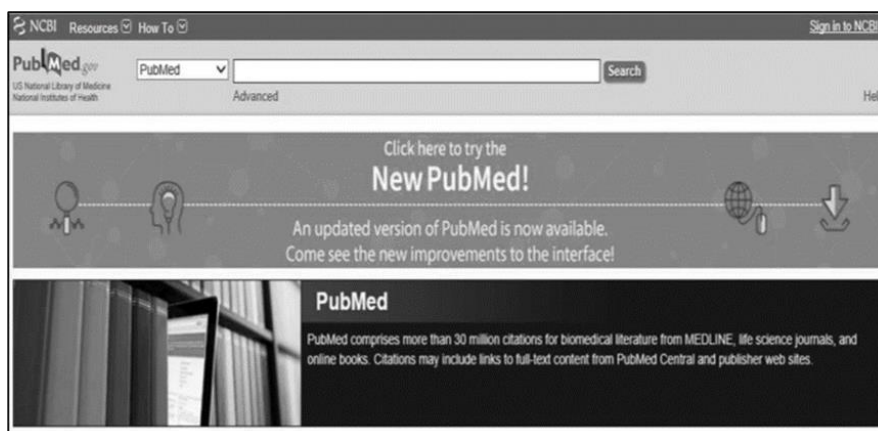 NCBI Resources How To Sign in to NCBI
PubMed.gov
US National Library of Medicine
National Institutes of Health
PubMed Search
Advanced
Hel
Click here to try the
New PubMed!
An updated version of PubMed is now available.
Come see the new improvements to the interface!
PubMed
PubMed comprises more than 30 million citations for biomedical literature from MEDLINE, life science journals, and
online books. Citations may include links to full-text content from PubMed Central and publisher web sites.